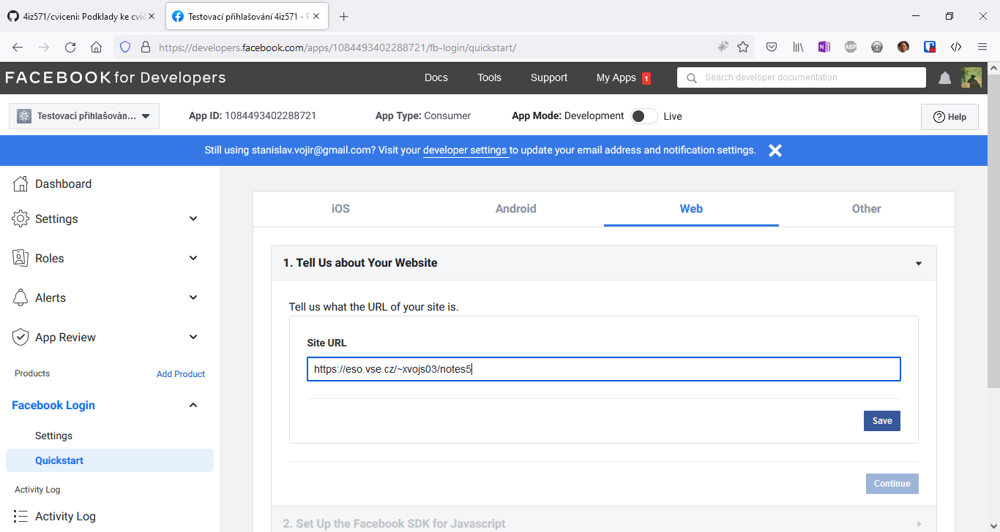 4iz571/cviceni: Podklady ke cvič
Testovací přihlašování 4iz571 - F
https://developers.facebook.com/apps/1084493402288721/fb-login/quickstart/
N
ABP
FACEBOOK for Developers
Docs
Tools
Support
My Apps
1
Search developer documentation
Testovací přihlašován...
App ID: 1084493402288721
App Type: Consumer
App Mode: Development
Live
Help
Still using stanislav.vojir@gmail.com? Visit your developer settings to update your email address and notification settings.
Dashboard
Settings
Roles
Alerts
App Review
Products
Add Product
Facebook Login
Settings
Quickstart
Activity Log
Activity Log
iOS
Android
Web
Other
1. Tell Us about Your Website
Tell us what the URL of your site is.
Site URL
https://eso.vse.cz/~xvojs03/notes5
Save
Continue
2. Set Up the Facebook SDK for Javascript